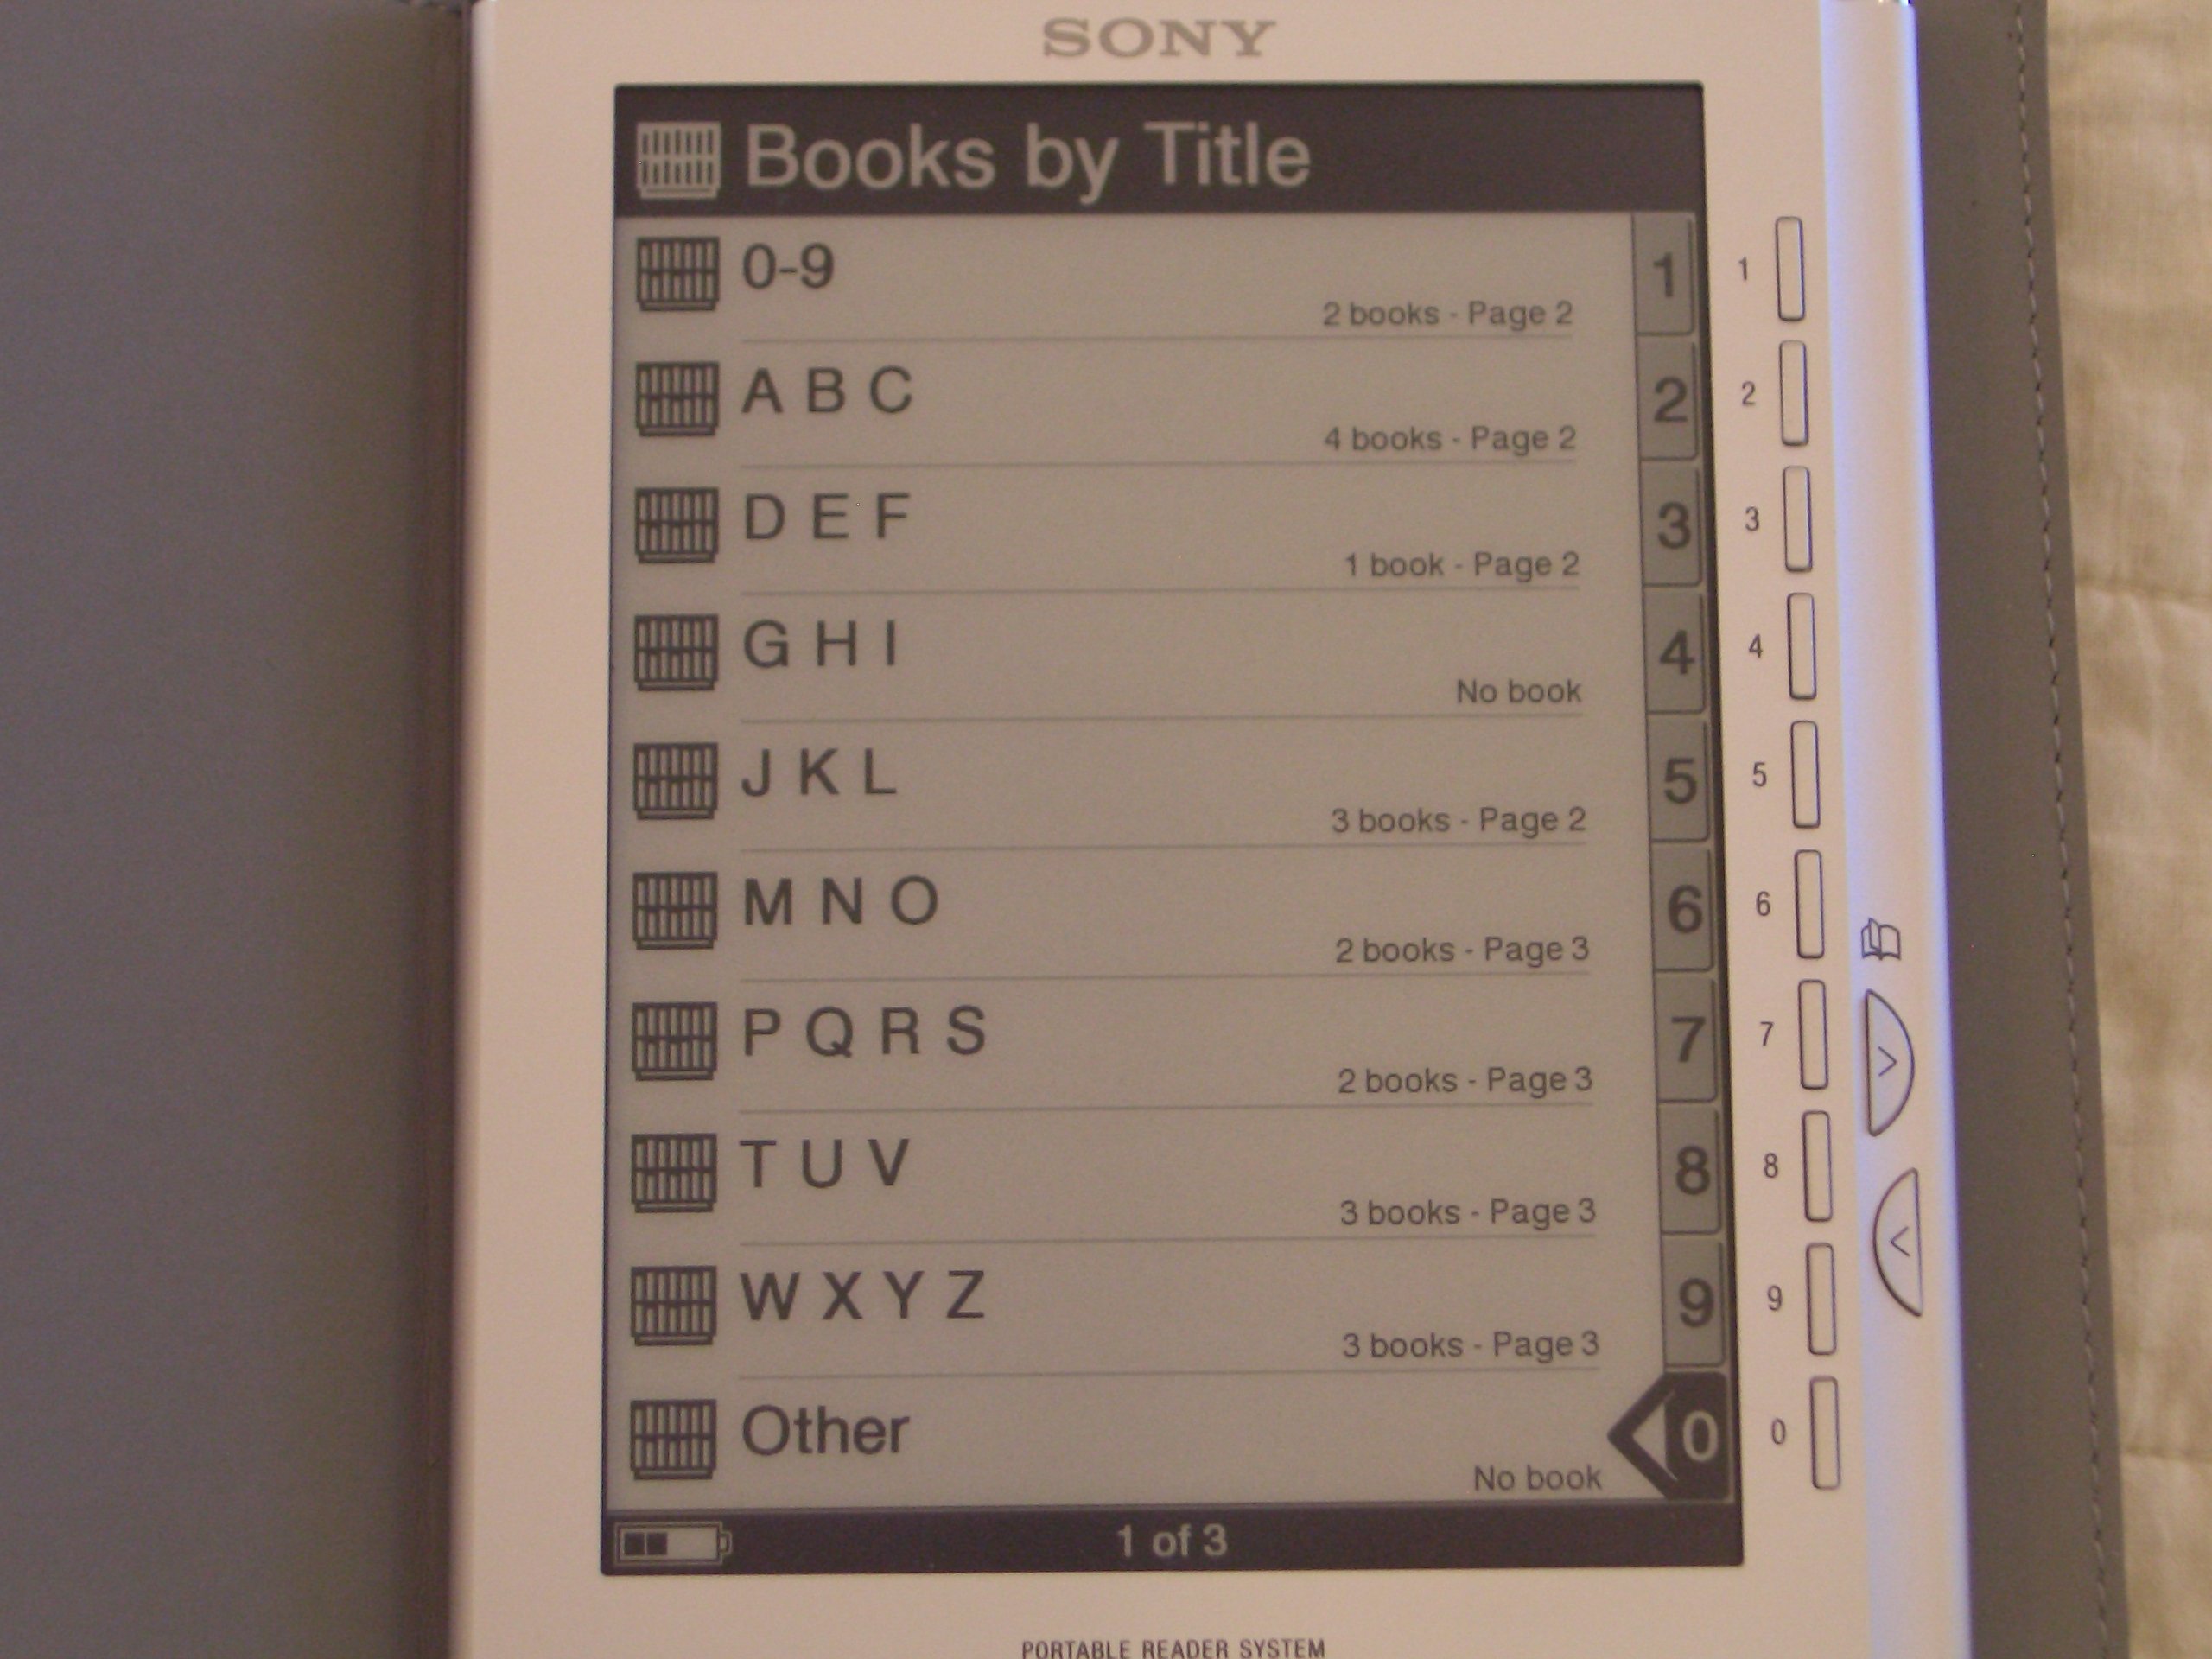 SONY
Books by Title
0-9
2 books - Page 2
1 1
A B C
4 books - Page 2
2 2
D E F
1 book - Page 2
3 3
G H I
No book
4 4
J K L
3 books - Page 2
5 5
M N O
2 books - Page 3
6 6
P Q R S
2 books - Page 3
7 7
T U V
3 books - Page 3
8 8
W X Y Z
3 books - Page 3
9 9
Other
No book
0 0
1 of 3
PORTABLE READER SYSTEM